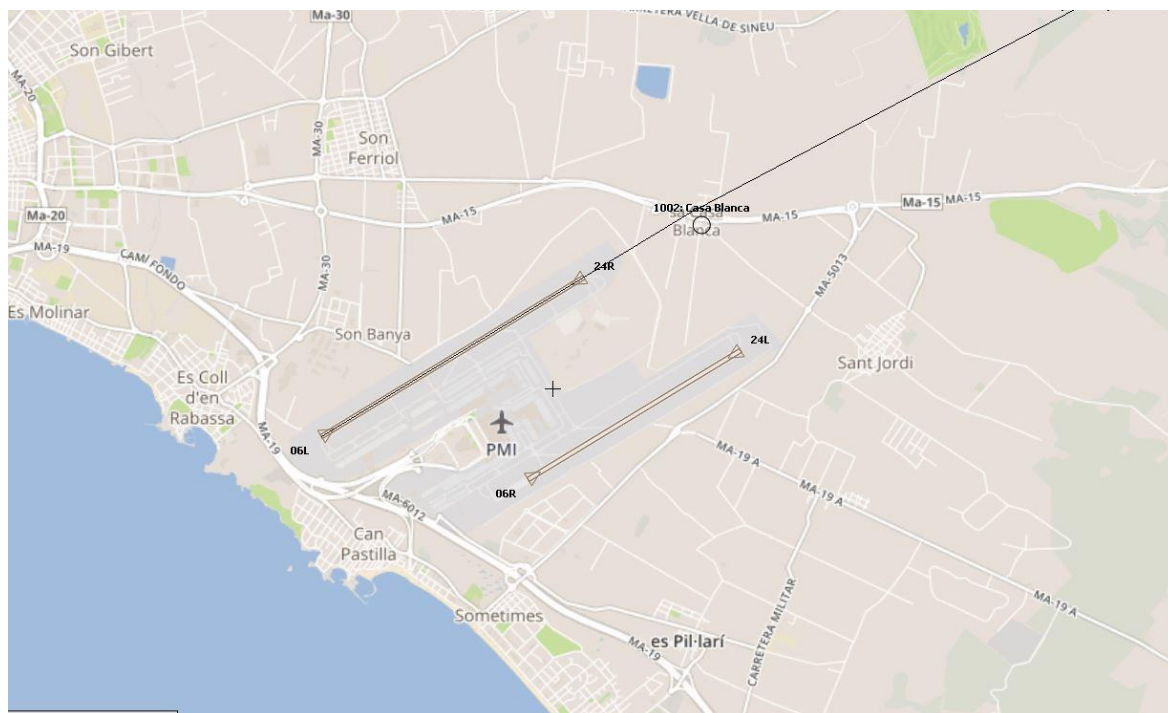 Ma-30
CARRETERA VELLA DE SINEU
Son Gibert
MA-20
MA-30
Son
Ferriol
Ma-20
MA-19
MA-15
1002: Casa Blanca
sa Casa
Blanca
MA-15
Ma-15
MA-15
CAMÍ FONDO
MA-30
24R
MA-5013
Es Molinar
Son Banya
24L
Sant Jordi
Es Coll
d'en
Rabassa
MA-19
06L
PMI
06R
MA-19 A
MA-19 A
MA-6012
Can
Pastilla
Sometimes
CARRETERA MILITAR
MA-19 A
es Pil·larí
MA-19